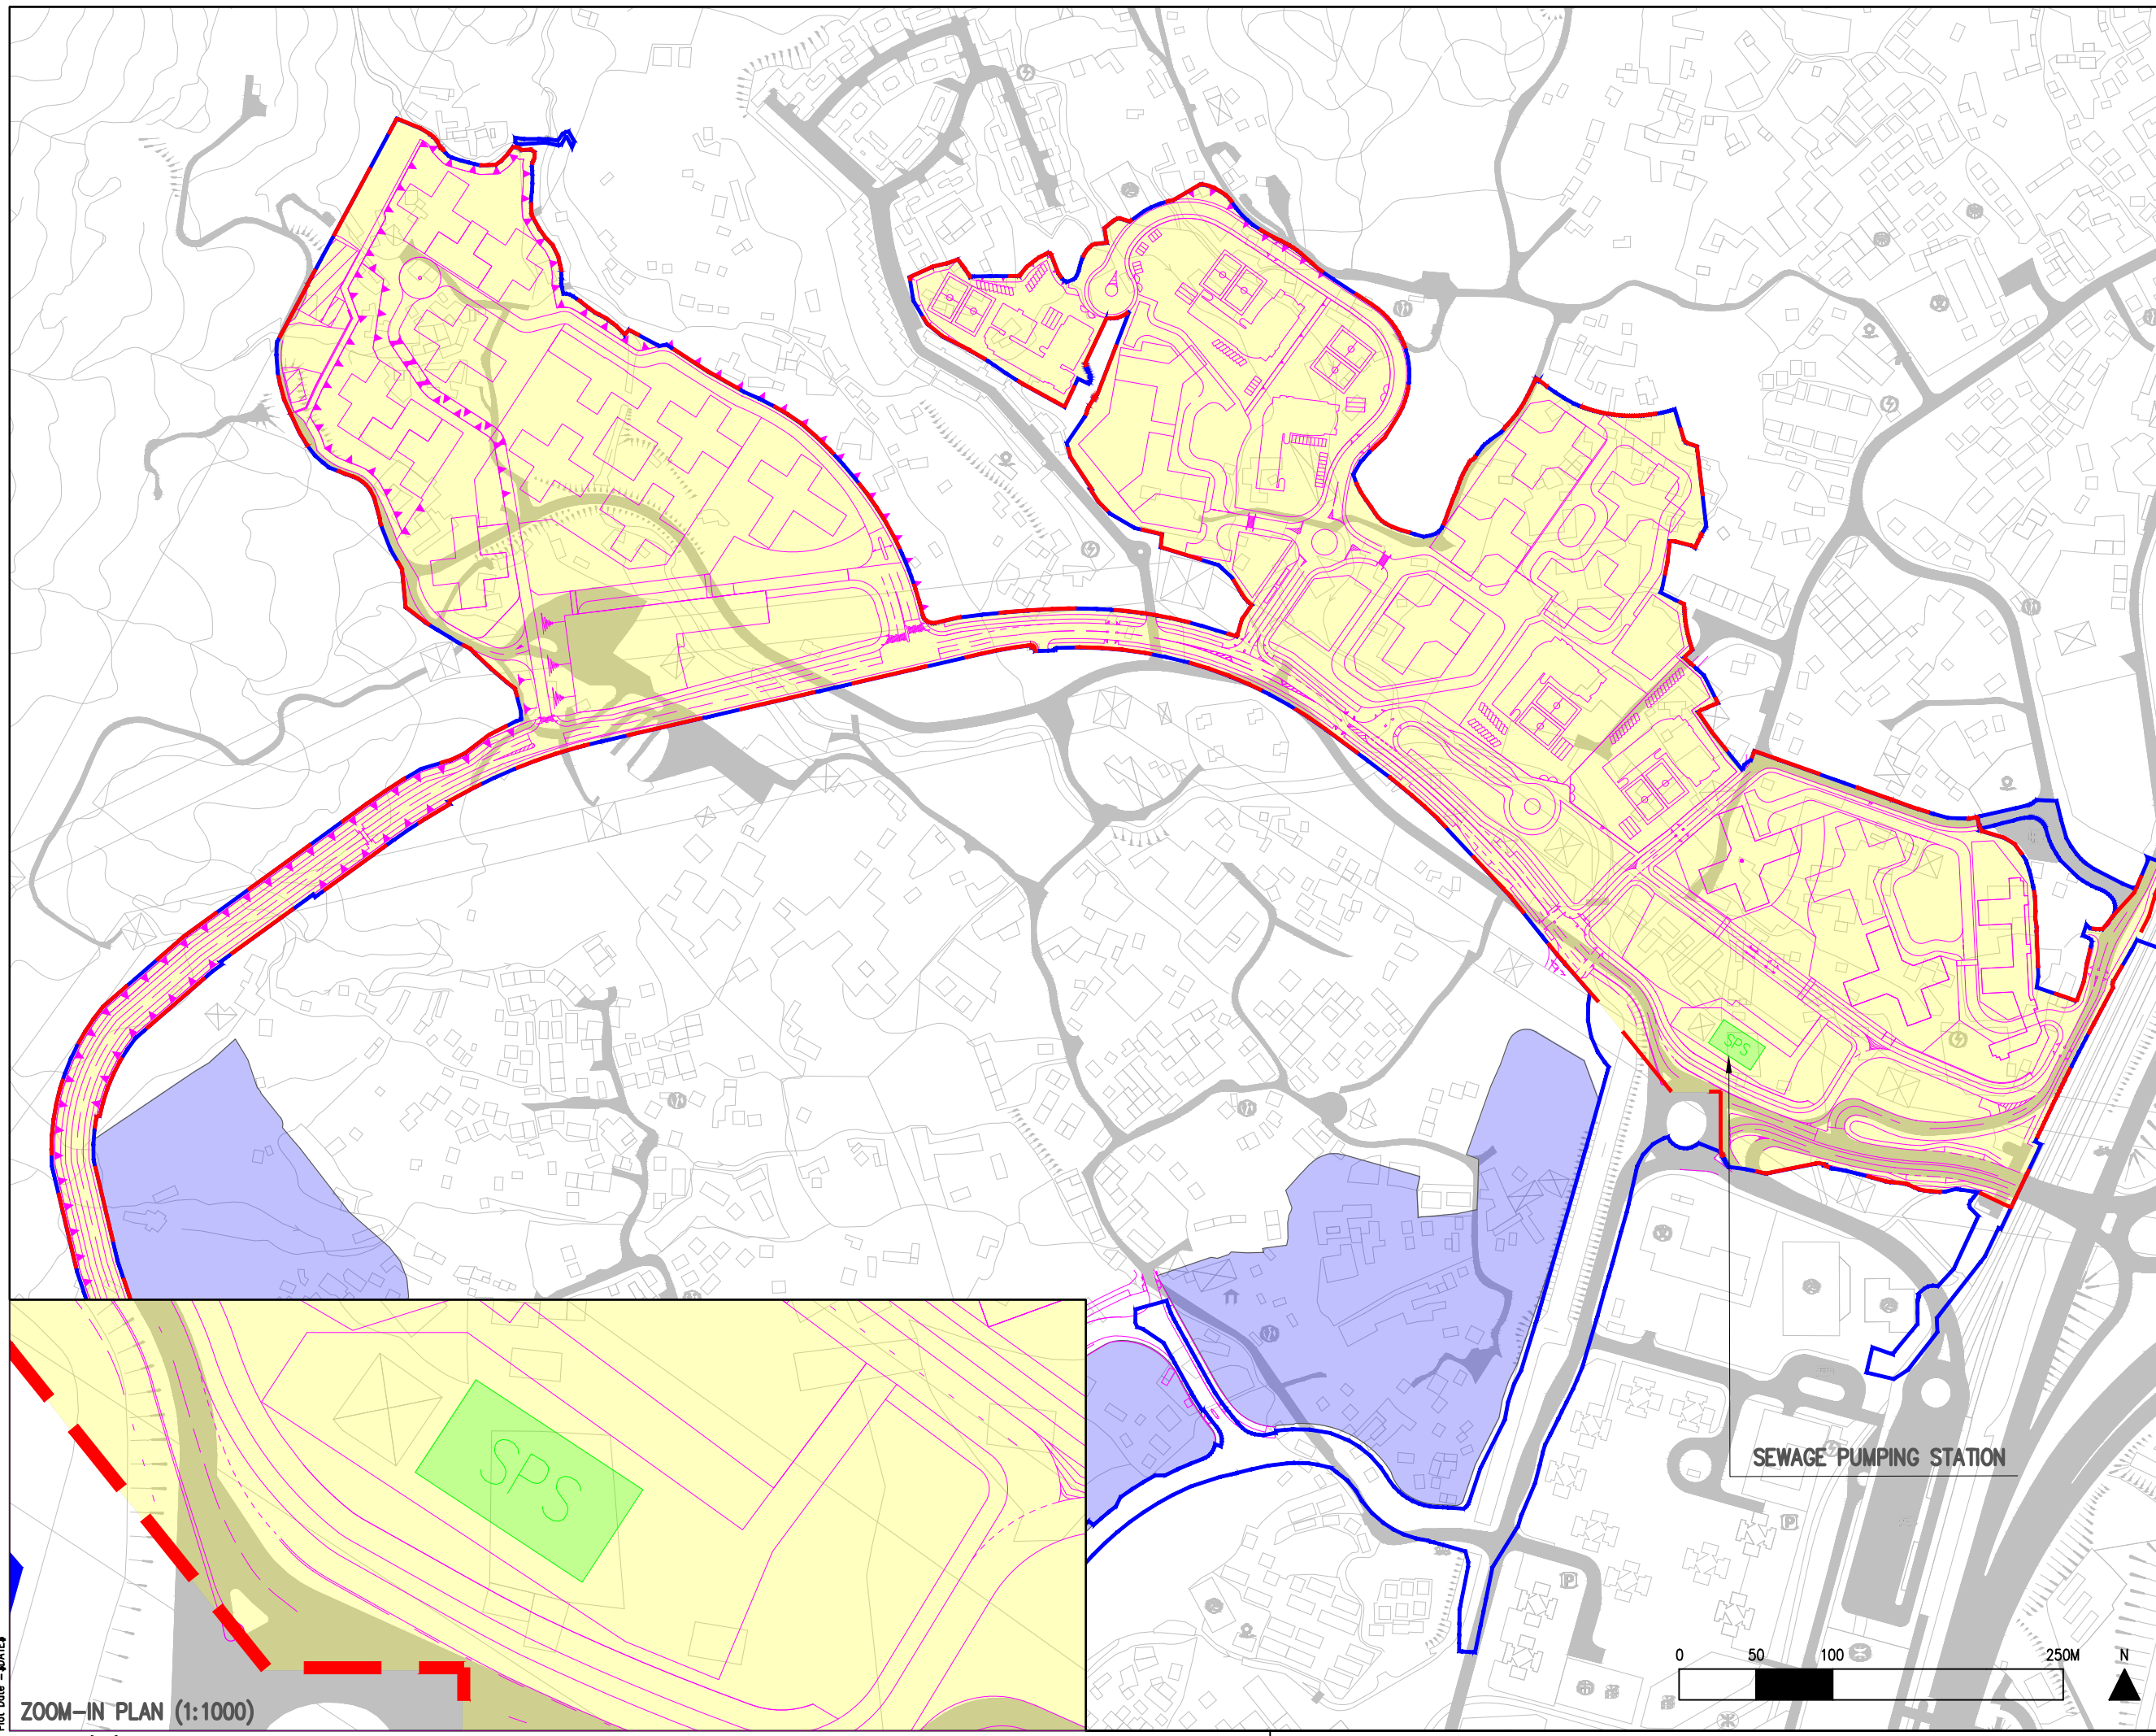 SPS
SEWAGE PUMPING STATION
SPS
0 50 100 250M
N
P
P
ZOOM-IN PLAN (1:1000)